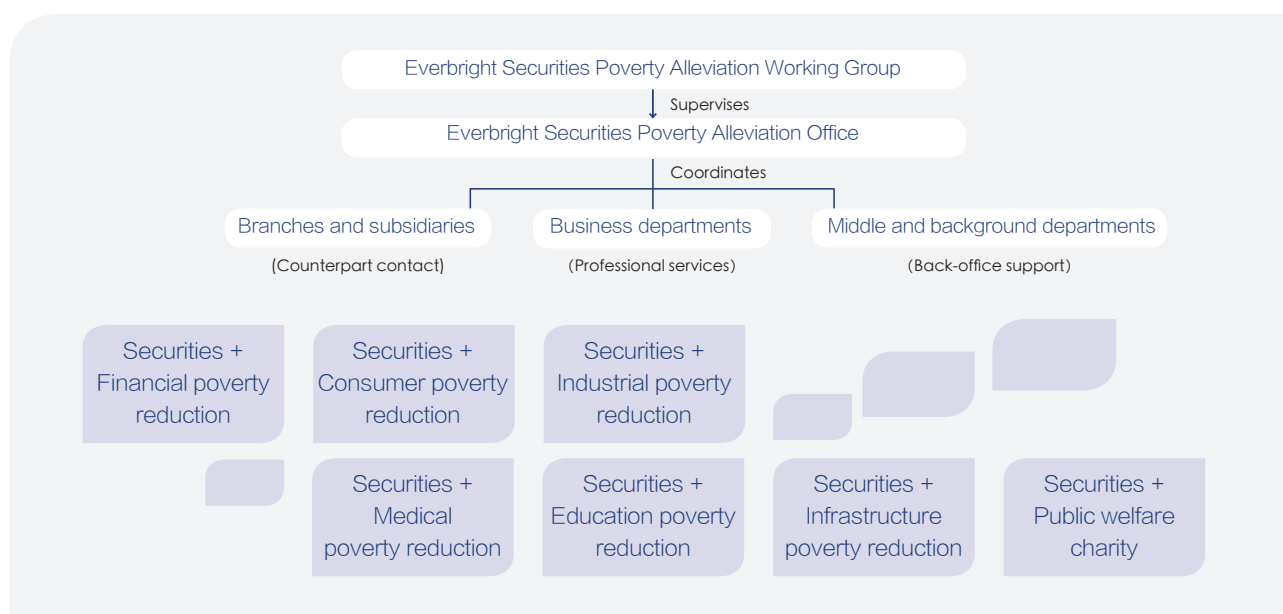 Everbright Securities Poverty Alleviation Working Group
Supervises
Everbright Securities Poverty Alleviation Office
Coordinates
Branches and subsidiaries
(Counterpart contact)
Business departments
(Professional services)
Middle and background departments
(Back-office support)
Securities +
Financial poverty
reduction
Securities +
Consumer poverty
reduction
Securities +
Industrial poverty
reduction
Securities +
Medical
poverty reduction
Securities +
Education poverty
reduction
Securities +
Infrastructure
poverty reduction
Securities +
Public welfare
charity